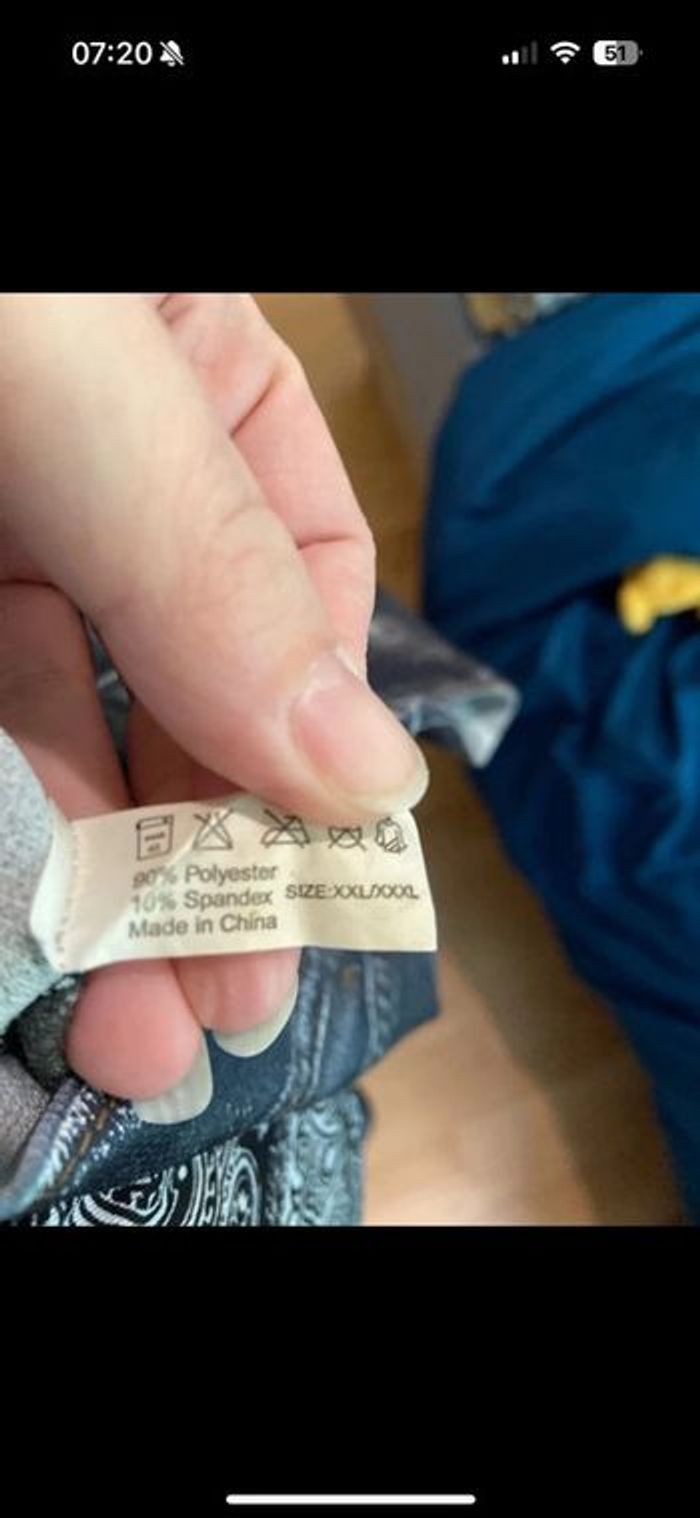 07:20
51
90% Polyester
10% Spandex SIZE:XXL/XXXL
Made in China